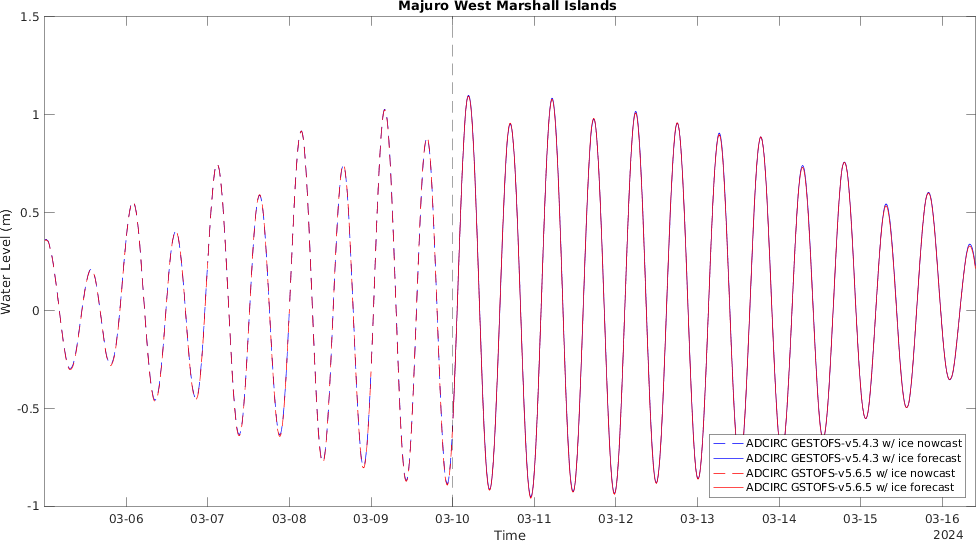 Majuro West Marshall Islands
1.5
1
0.5
0
-0.5
-1
Water Level (m)
ADCIRC GESTOFS-v5.4.3 w/ ice nowcast
ADCIRC GESTOFS-v5.4.3 w/ ice forecast
ADCIRC GSTOFS-v5.6.5 w/ ice nowcast
ADCIRC GSTOFS-v5.6.5 w/ ice forecast
03-06 03-07 03-08 03-09 03-10 03-11 03-12 03-13 03-14 03-15 03-16
Time
2024